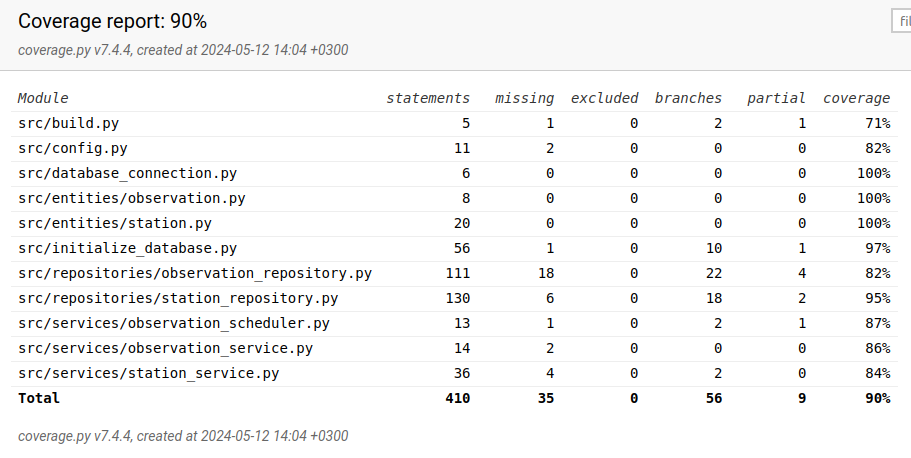 Coverage report: 90%
fil
coverage.py v7.4.4, created at 2024-05-12 14:04 +0300
Module statements missing excluded branches partial coverage
src/build.py 5 1 0 2 1 71%
src/config.py 11 2 0 0 0 82%
src/database_connection.py 6 0 0 0 0 100%
src/entities/observation.py 8 0 0 0 0 100%
src/entities/station.py 20 0 0 0 0 100%
src/initialize_database.py 56 1 0 10 1 97%
src/repositories/observation_repository.py 111 18 0 22 4 82%
src/repositories/station_repository.py 130 6 0 18 2 95%
src/services/observation_scheduler.py 13 1 0 2 1 87%
src/services/observation_service.py 14 2 0 0 0 86%
src/services/station_service.py 36 4 0 2 0 84%
Total 410 35 0 56 9 90%
coverage.py v7.4.4, created at 2024-05-12 14:04 +0300